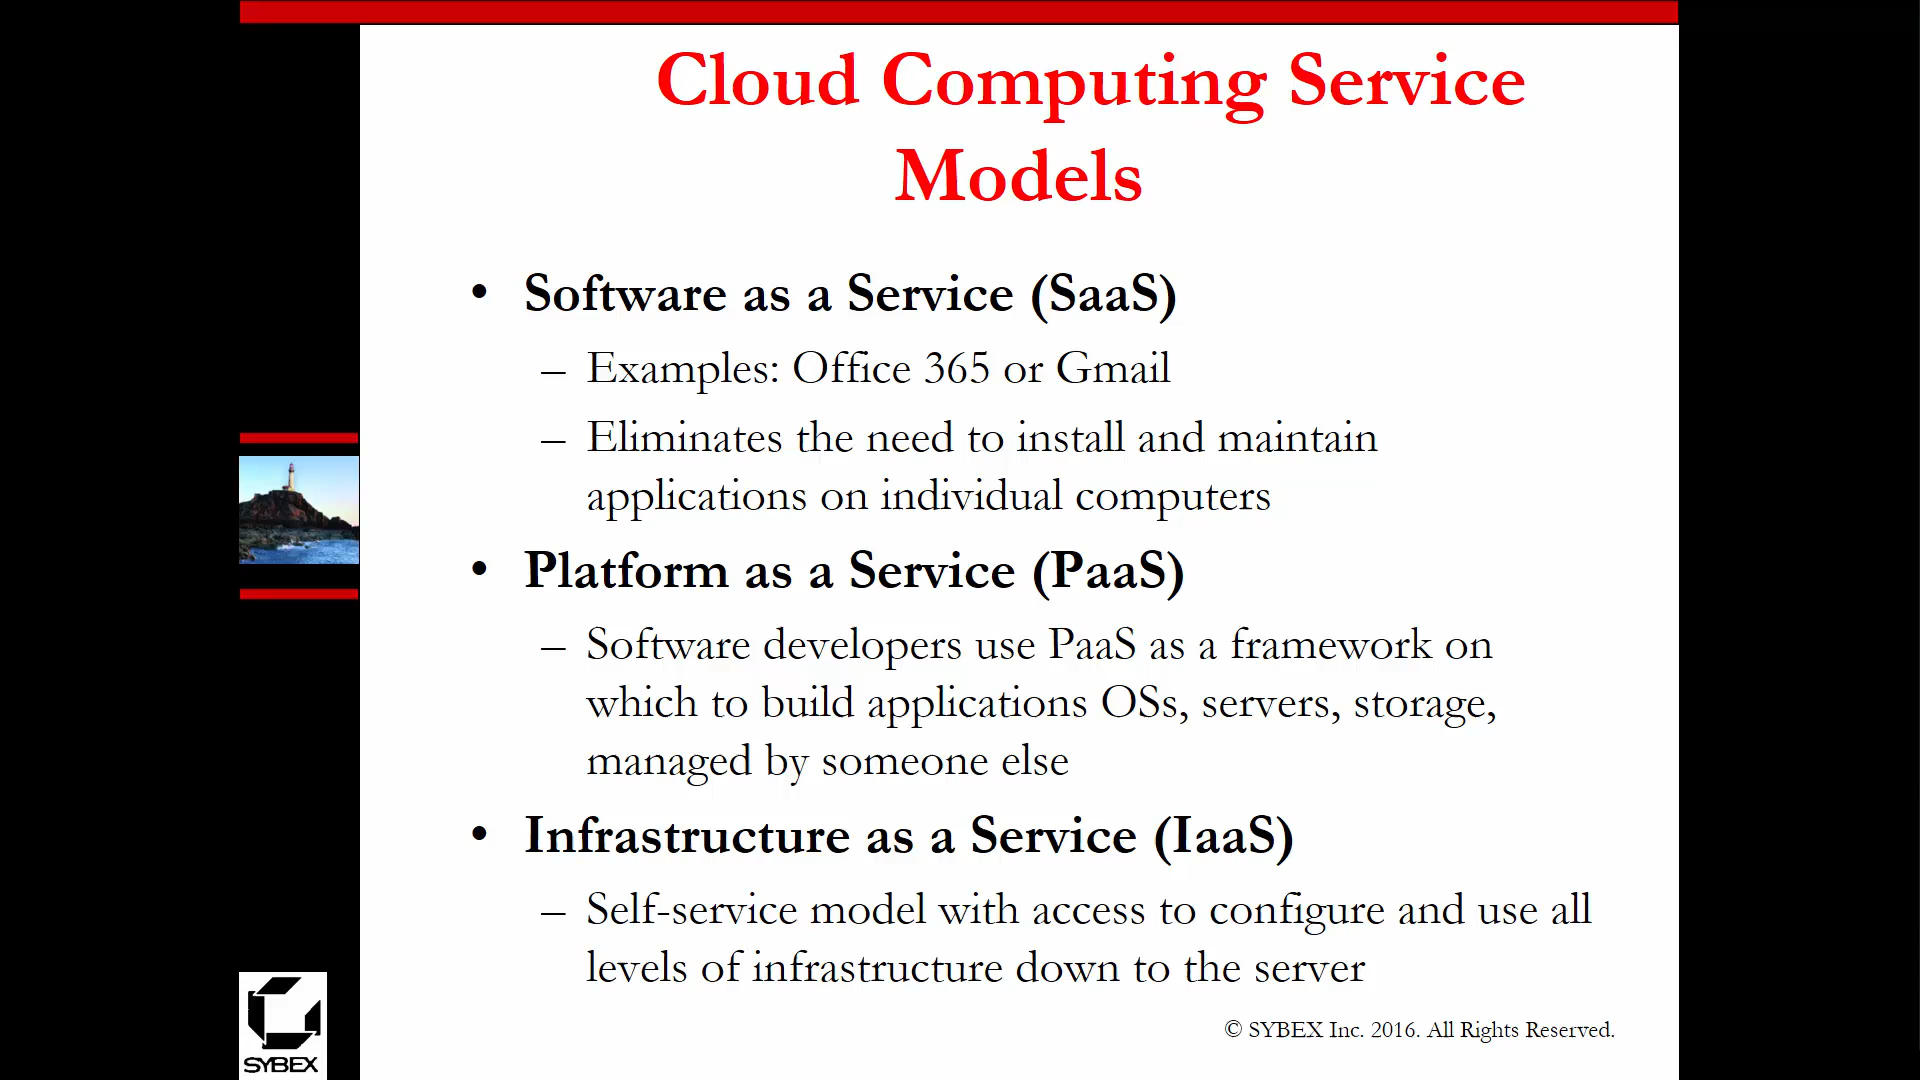 Cloud Computing Service
Models
• Software as a Service (SaaS)
– Examples: Office 365 or Gmail
– Eliminates the need to install and maintain
applications on individual computers
• Platform as a Service (PaaS)
– Software developers use PaaS as a framework on
which to build applications OSs, servers, storage,
managed by someone else
• Infrastructure as a Service (IaaS)
– Self-service model with access to configure and use all
levels of infrastructure down to the server
© SYBEX Inc. 2016. All Rights Reserved.
SYBEX